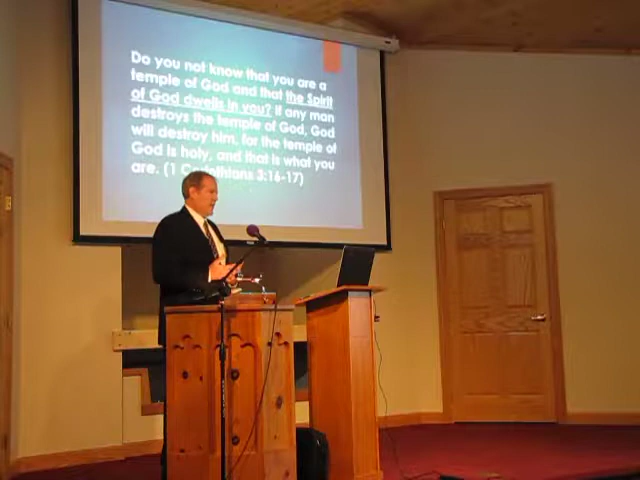 Do you not know that you are a
temple of God and that the Spirit
of God dwells in you? If any man
destroys the temple of God, God
will destroy him, for the temple of
God is holy, and that is what you
are. (1 Corinthians 3:16-17)